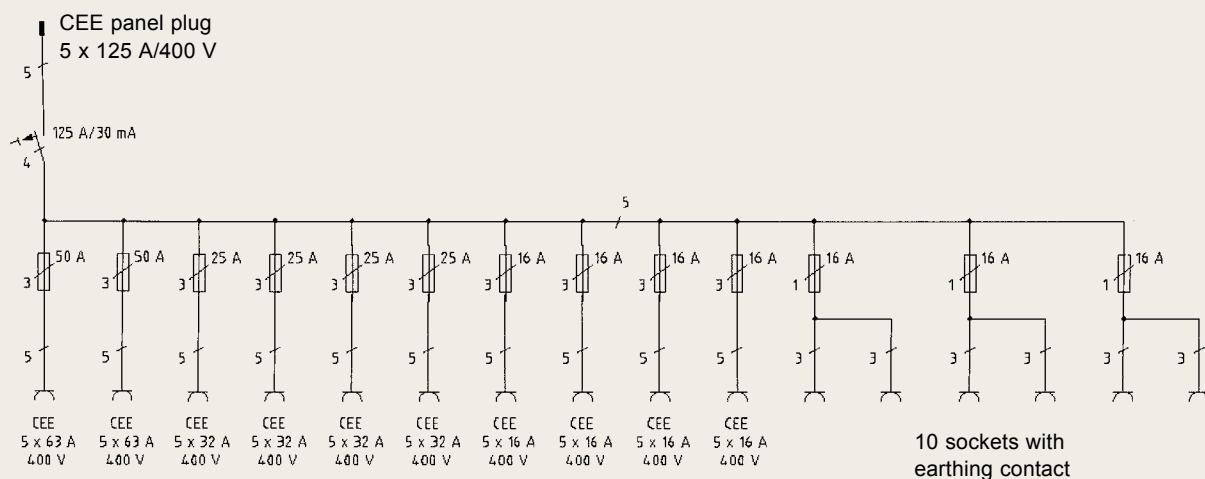 CEE panel plug
5 x 125 A/400 V
5
125 A/30 mA
4
5
50 A 50 A 25 A 25 A 25 A 25 A 16 A 16 A 16 A 16 A 16 A 16 A 16 A
3 3 3 3 3 3 3 3 3 3 1 1 1
5 5 5 5 5 5 5 5 5 5 3 3 3 3 3 3
CEE CEE CEE CEE CEE CEE CEE CEE CEE CEE
5 x 63 A 5 x 63 A 5 x 32 A 5 x 32 A 5 x 32 A 5 x 32 A 5 x 16 A 5 x 16 A 5 x 16 A 5 x 16 A
400 V 400 V 400 V 400 V 400 V 400 V 400 V 400 V 400 V 400 V
10 sockets with
earthing contact